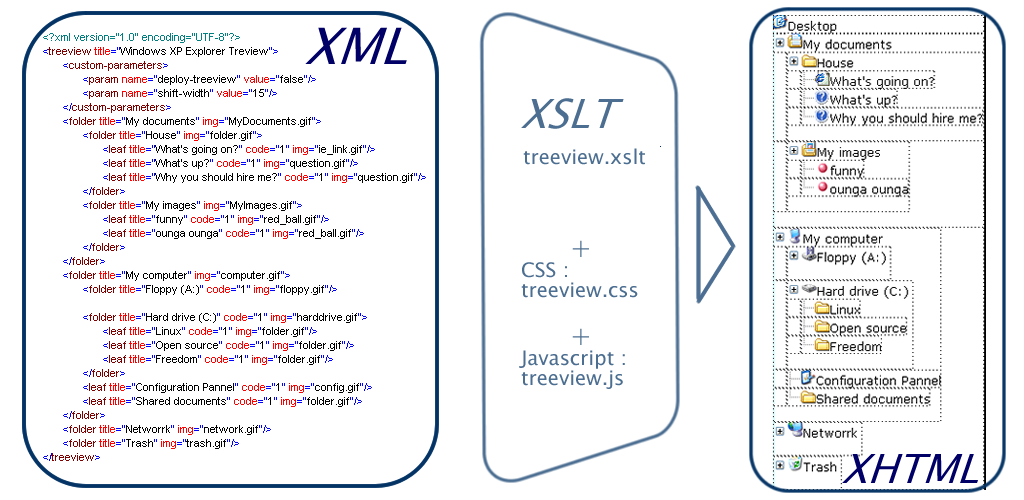 XML
<?xml version="1.0" encoding="UTF-8"?>
<treeview title="Windows XP Explorer Treview">
<custom-parameters>
<param name="deploy-treeview" value="false"/>
<param name="shift-width" value="15"/>
</custom-parameters>
<folder title="My documents" img="MyDocuments.gif">
<folder title="House" img="folder.gif">
<leaf title="What's going on?" code="1" img="ie_link.gif"/>
<leaf title="What's up?" code="1" img="question.gif"/>
<leaf title="Why you should hire me?" code="1" img="question.gif"/>
</folder>
<folder title="My images" img="MyImages.gif">
<leaf title="funny" code="1" img="red_ball.gif"/>
<leaf title="ounga ounga" code="1" img="red_ball.gif"/>
</folder>
</folder>
<folder title="My computer" img="computer.gif">
<folder title="Floppy (A:)" code="1" img="floppy.gif"/>
<folder title="Hard drive (C:)" code="1" img="harddrive.gif">
<leaf title="Linux" code="1" img="folder.gif"/>
<leaf title="Open source" code="1" img="folder.gif"/>
<leaf title="Freedom" code="1" img="folder.gif"/>
</folder>
<leaf title="Configuration Pannel" code="1" img="config.gif"/>
<leaf title="Shared documents" code="1" img="folder.gif"/>
</folder>
<folder title="Networrk" img="network.gif"/>
<folder title="Trash" img="trash.gif"/>
</treeview>
XSLT
treeview.xslt
+
CSS :
treeview.css
+
Javascript :
treeview.js
Desktop
My documents
House
What's going on?
What's up?
Why you should hire me?
My images
funny
ounga ounga
My computer
Floppy (A:)
Hard drive (C:)
Linux
Open source
Freedom
Configuration Pannel
Shared documents
Networrk
Trash
XHTML